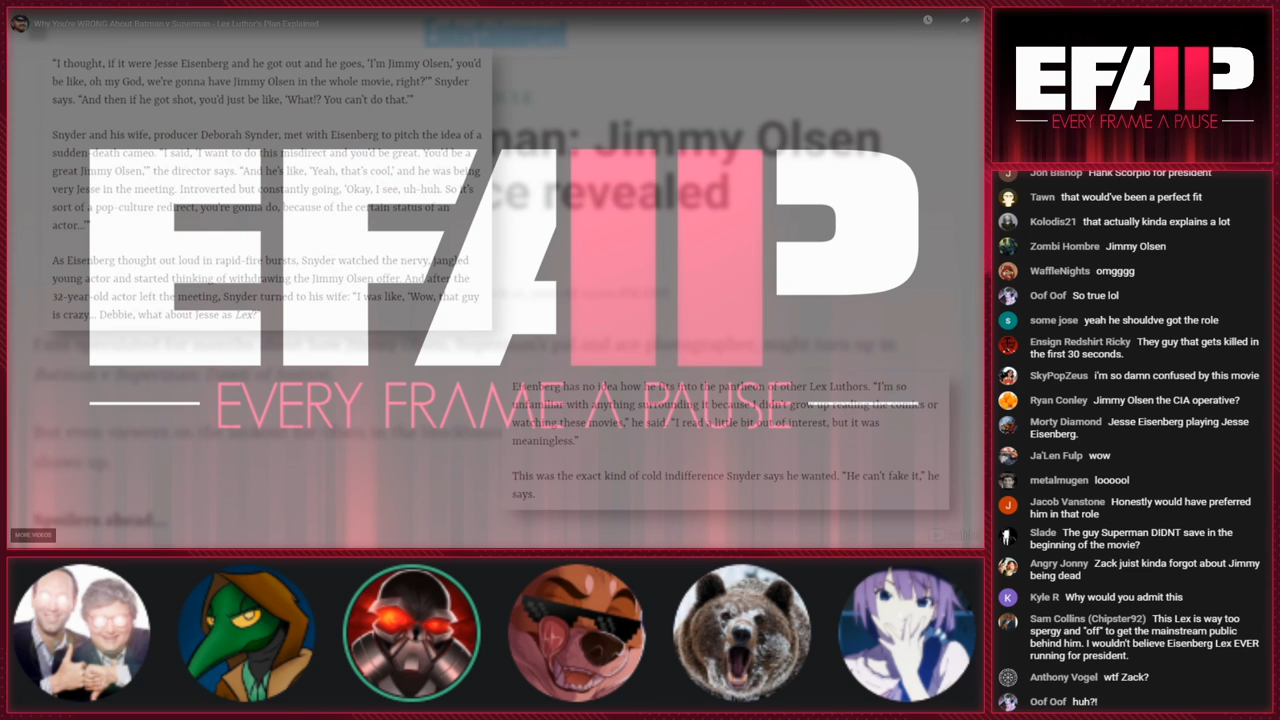 Why You're WRONG About Batman v Superman - Lex Luthor's Plan Explained
"I thought, if it were Jesse Eisenberg and he got out and he goes, 'I'm Jimmy Olsen,' you'd
be like, oh my God, we're gonna have Jimmy Olsen in the whole movie, right?'" Snyder
says. "And then if he got shot, you'd just be like, 'What!? You can't do that.'"
Snyder and his wife, producer Deborah Synder, met with Eisenberg to pitch the idea of a
sudden-death cameo. "I said, 'I want to do this misdirect and you'd be great. You'd be a
great Jimmy Olsen,'" the director says. "And he's like, 'Yeah, that's cool,' and he was being
very Jesse in the meeting. Introverted but constantly going, 'Okay, I see, uh-huh. So it's
sort of a pop-culture redirect, you're gonna do, because of the certain status of an
actor..."
As Eisenberg thought out loud in rapid-fire bursts, Snyder watched the nervy, jangled
young actor and started thinking of withdrawing the Jimmy Olsen offer. And after the
32-year-old actor left the meeting, Snyder turned to his wife: "I was like, 'Wow, that guy
is crazy... Debbie, what about Jesse as Lex?
man: Jimmy Olsen
ce revealed
Spoilers ahead...
EFAP
EVERY FRAME A PAUSE
Eisenberg has no idea how he fits into the pantheon of other Lex Luthors. "I'm so
unfamiliar with anything surrounding it because I didn't grow up reading the comics or
watching these movies," he said. "I read a little bit out of interest, but it was
meaningless."
This was the exact kind of cold indifference Snyder says he wanted. "He can't fake it," he
says.
MORE VIDEOS
EFAP
EVERY FRAME A PAUSE
Jon Bishop Hank Scorpio for president
Tawn that would've been a perfect fit
Kolodis21 that actually kinda explains a lot
Zombi Hombre Jimmy Olsen
WaffleNights omgggg
Oof Oof So true lol
some jose yeah he shouldve got the role
Ensign Redshirt Ricky They guy that gets killed in
the first 30 seconds.
SkyPopZeus i'm so damn confused by this movie
Ryan Conley Jimmy Olsen the CIA operative?
Morty Diamond Jesse Eisenberg playing Jesse
Eisenberg.
Ja'Len Fulp wow
metalmugen loooool
Jacob Vanstone Honestly would have preferred
him in that role
Slade The guy Superman DIDNT save in the
beginning of the movie?
Angry Jonny Zack juist kinda forgot about Jimmy
being dead
Kyle R Why would you admit this
Sam Collins (Chipster92) This Lex is way too
spergy and "off" to get the mainstream public
behind him. I wouldn't believe Eisenberg Lex EVER
running for president.
Anthony Vogel wtf Zack?
Oof Oof huh?!